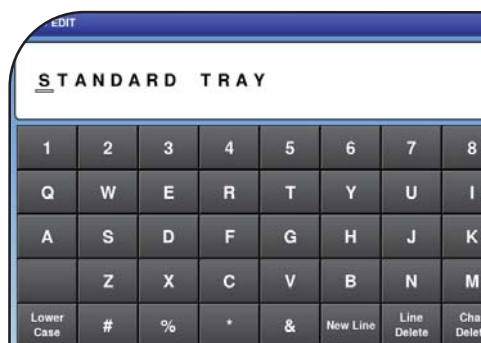 EDIT
STANDARD TRAY
1 2 3 4 5 6 7 8
Q W E R T Y U I
A S D F G H J K
Z X C V B N M
Lower Case # % * & New Line Line Delete